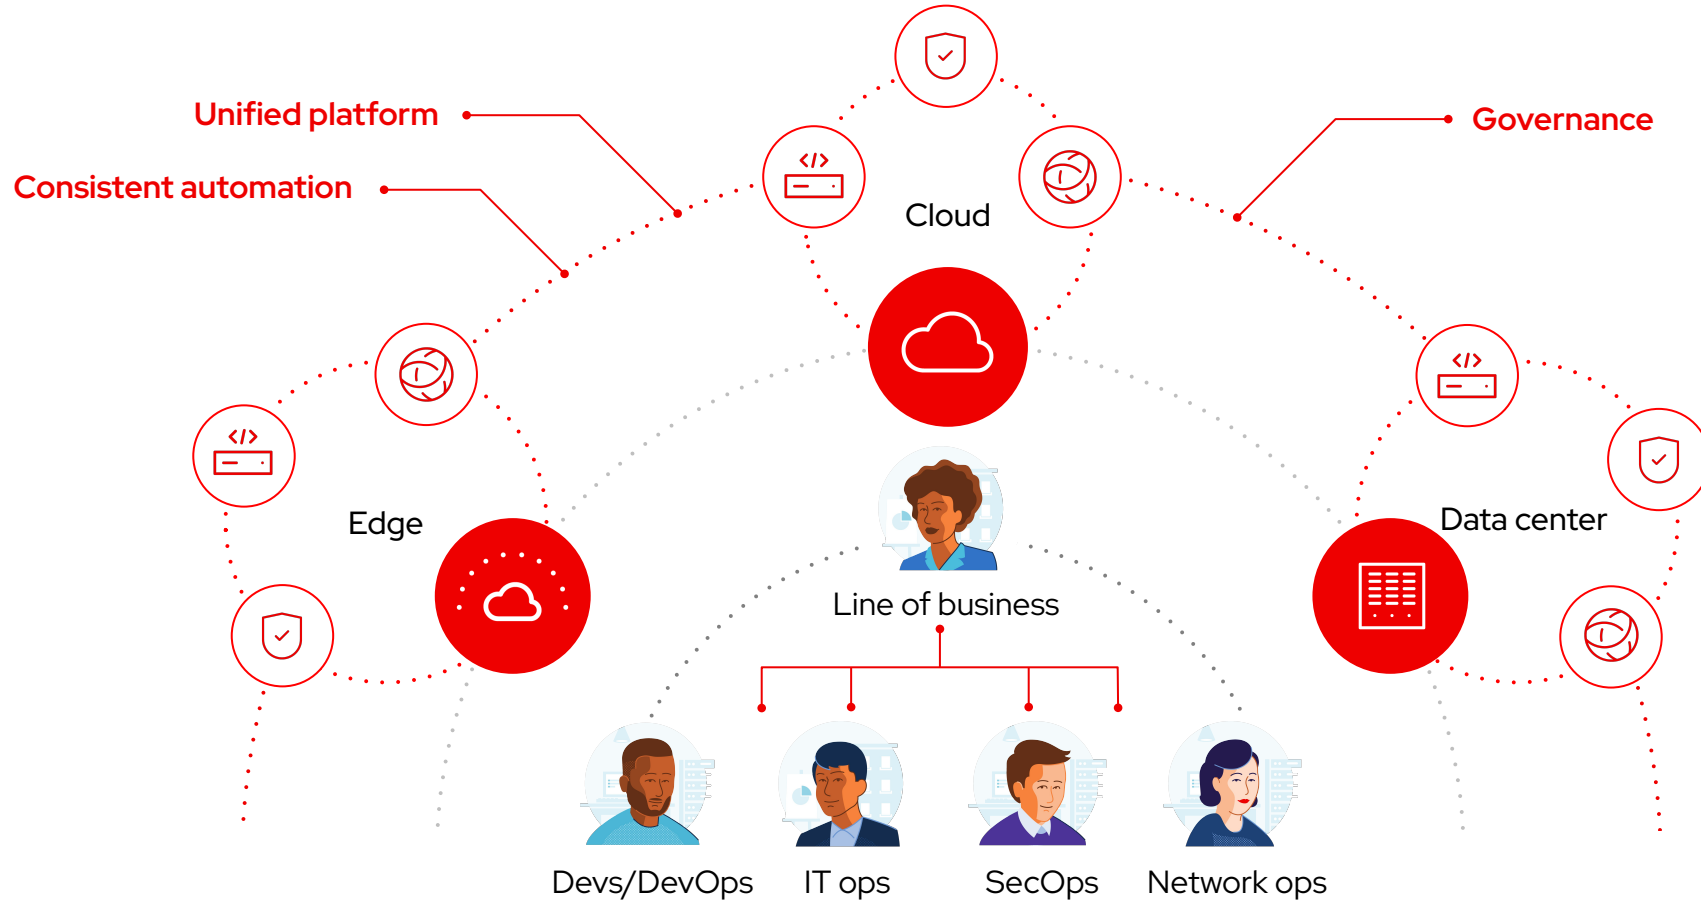 Unified platform
Governance
Consistent automation
</>
</>
</>
</>
Cloud
Edge
Data center
Line of business
Devs/DevOps
IT ops
SecOps
Network ops